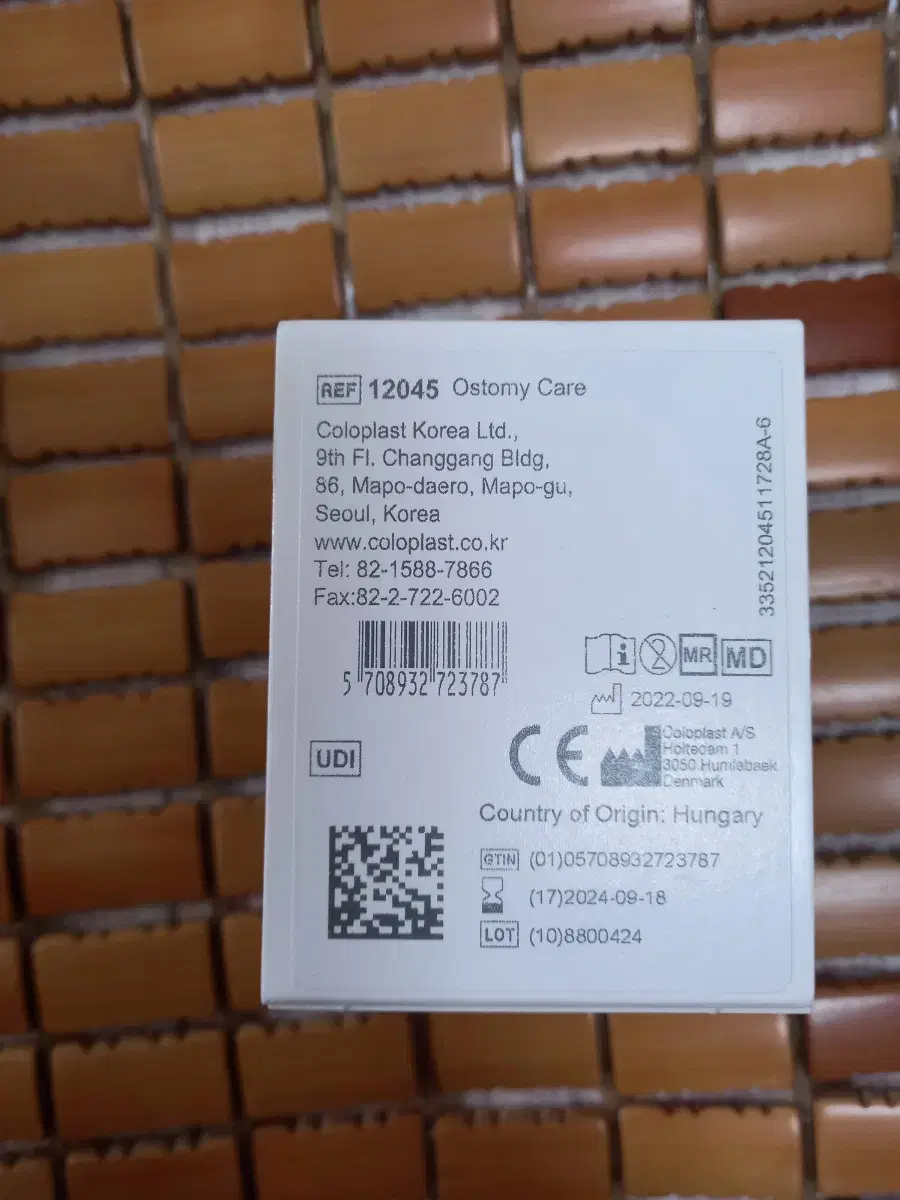 REF 12045 Ostomy Care
Coloplast Korea Ltd.,
9th Fl. Changgang Bldg,
86, Mapo-daero, Mapo-gu,
Seoul, Korea
www.coloplast.co.kr
Tel: 82-1588-7866
Fax:82-2-722-6002
3352120451 1728A-6
5 708932 723787
MR MD
2022-09-19
UDI
CE
Coloplast A/S
Holtedam 1
3050 Humlebaek
Denmark
Country of Origin: Hungary
GTIN (01)05708932723787
(17)2024-09-18
LOT (10)8800424